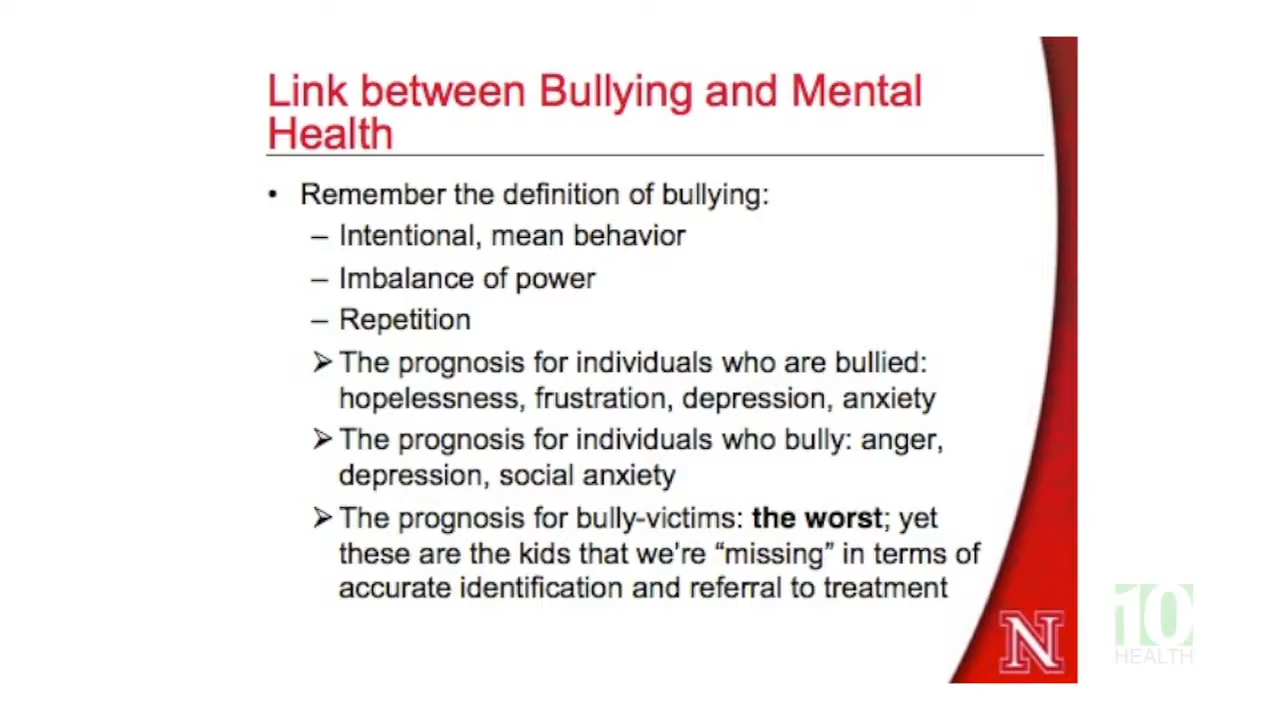 Link between Bullying and Mental
Health
• Remember the definition of bullying:
– Intentional, mean behavior
– Imbalance of power
– Repetition
➢ The prognosis for individuals who are bullied:
hopelessness, frustration, depression, anxiety
➢ The prognosis for individuals who bully: anger,
depression, social anxiety
➢ The prognosis for bully-victims: the worst; yet
these are the kids that we’re “missing” in terms of
accurate identification and referral to treatment
N
10
HEALTH